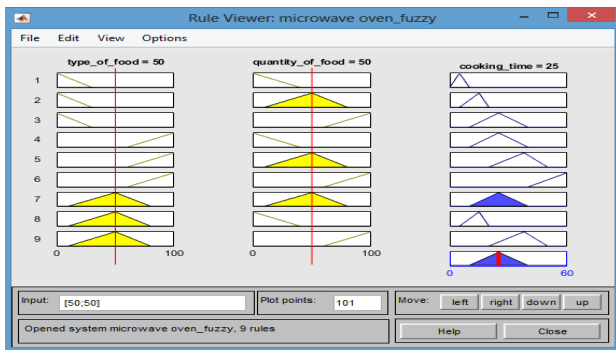 Rule Viewer: microwave oven_fuzzy
File Edit View Options
type_of_food = 50 quantity_of_food = 50 cooking_time = 25
1
2
3
4
5
6
7
8
9
0 100 0 100
0 60
Input: [50;50] Plot points: 101 Move: left right down up
Opened system microwave oven_fuzzy, 9 rules Help Close